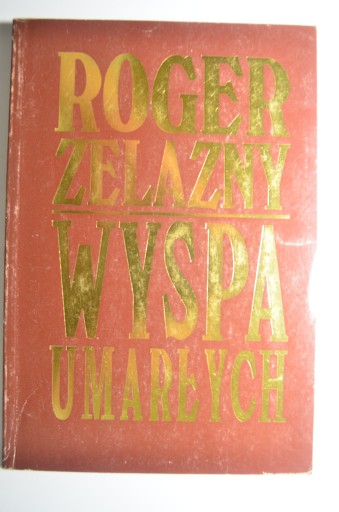 ROGER
ZELAZNY
WYSPA
UMARŁYCH